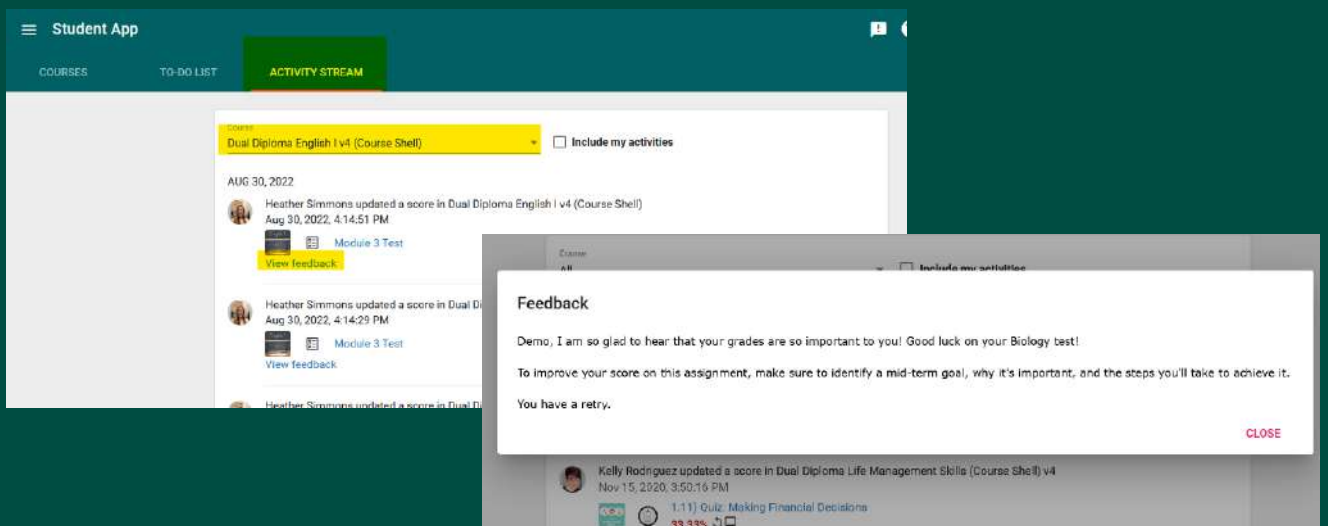 Student App
COURSES TO-DO LIST ACTIVITY STREAM
Course
Dual Diploma English I v4 (Course Shell)
Include my activities
AUG 30, 2022
Heather Simmons updated a score in Dual Diploma English I v4 (Course Shell)
Aug 30, 2022, 4:14:51 PM
Module 3 Test
View feedback
Heather Simmons updated a score in Dual Di
Aug 30, 2022, 4:14:29 PM
Module 3 Test
View feedback
Heather Simmons updated a score in Dual Di
Course
All
Include my activities
Feedback
Demo, I am so glad to hear that your grades are so important to you! Good luck on your Biology test!
To improve your score on this assignment, make sure to identify a mid-term goal, why it's important, and the steps you'll take to achieve it.
You have a retry.
CLOSE
Kelly Rodriguez updated a score in Dual Diploma Life Management Skills (Course Shell) v4
Nov 15, 2020, 3:50:16 PM
1.11) Quiz: Making Financial Decisions
33.33%